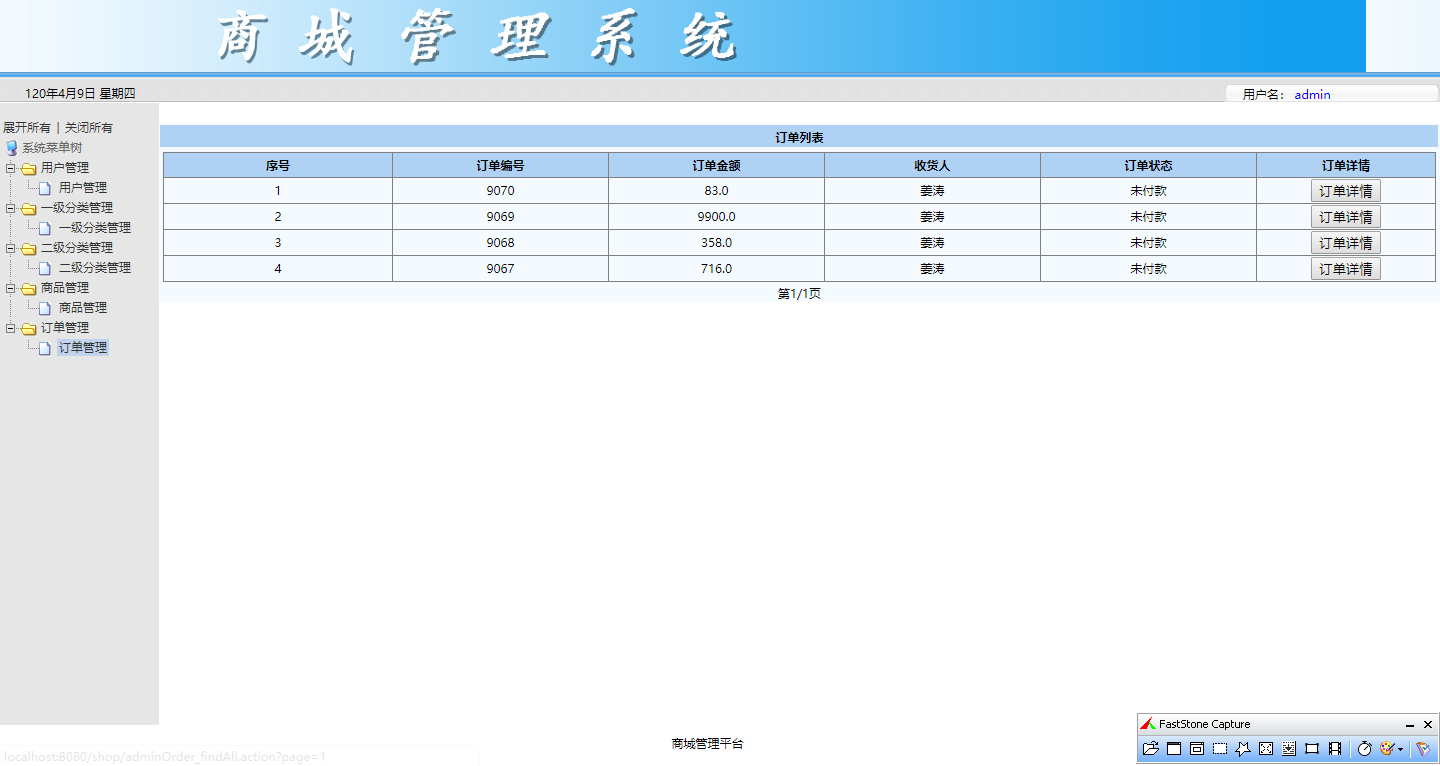 商城管理系统
120年4月9日 星期四
用户名： admin
展开所有 | 关闭所有
系统菜单树
用户管理
用户管理
一级分类管理
一级分类管理
二级分类管理
二级分类管理
商品管理
商品管理
订单管理
订单管理
订单列表
序号 订单编号 订单金额 收货人 订单状态 订单详情
1 9070 83.0 姜涛 未付款 订单详情
2 9069 9900.0 姜涛 未付款 订单详情
3 9068 358.0 姜涛 未付款 订单详情
4 9067 716.0 姜涛 未付款 订单详情
第1/1页
FastStone Capture
商城管理平台
localhost:8080/shop/adminOrder_findAll.action?page=1